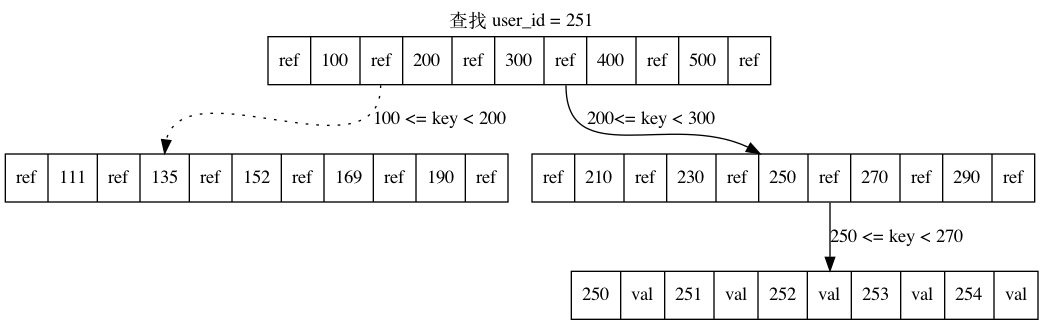 查找 user_id = 251
ref 100 ref 200 ref 300 ref 400 ref 500 ref
100 <= key < 200
200<= key < 300
ref 111 ref 135 ref 152 ref 169 ref 190 ref
ref 210 ref 230 ref 250 ref 270 ref 290 ref
250 <= key < 270
250 val 251 val 252 val 253 val 254 val